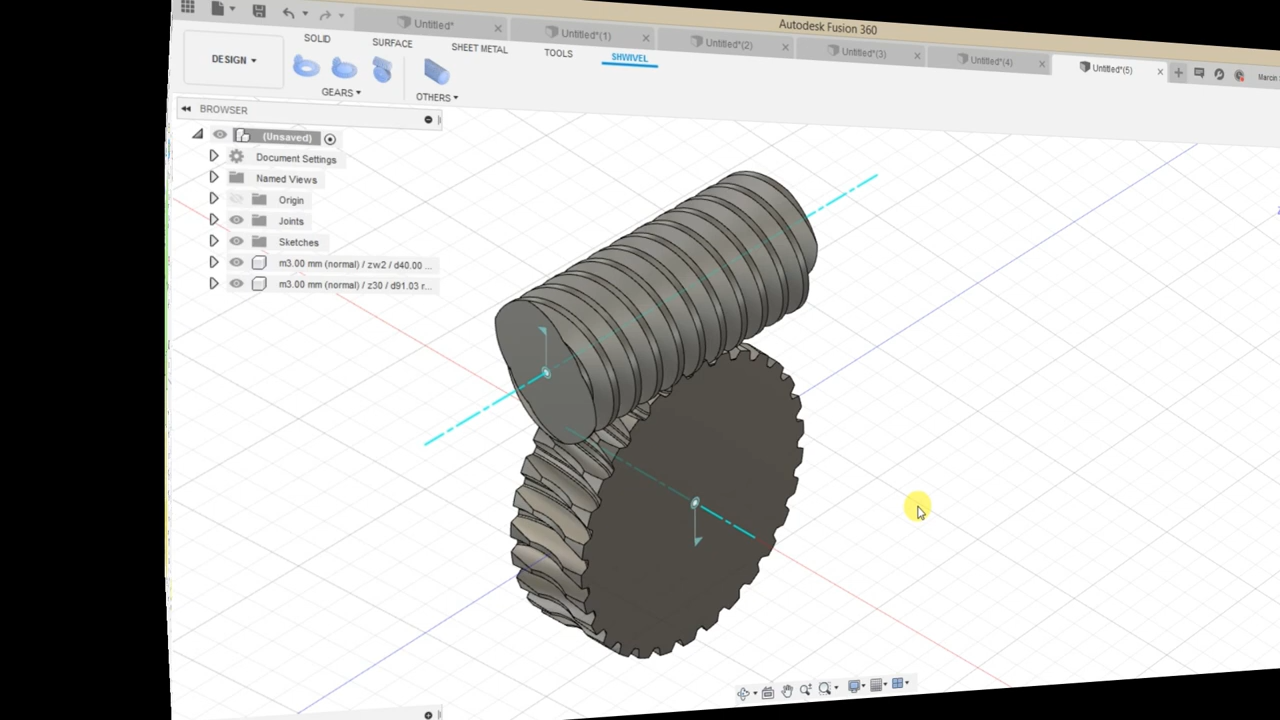 Autodesk Fusion 360
Untitled*
Untitled*(1)
Untitled*(2)
Untitled*(3)
Untitled*(4)
Untitled*(5)
Marcin
DESIGN
SOLID
SURFACE
SHEET METAL
TOOLS
SHWIVEL
GEARS
OTHERS
BROWSER
(Unsaved)
Document Settings
Named Views
Origin
Joints
Sketches
m3.00 mm (normal) / zw2 / d40.00 ...
m3.00 mm (normal) / z30 / d91.03 r...